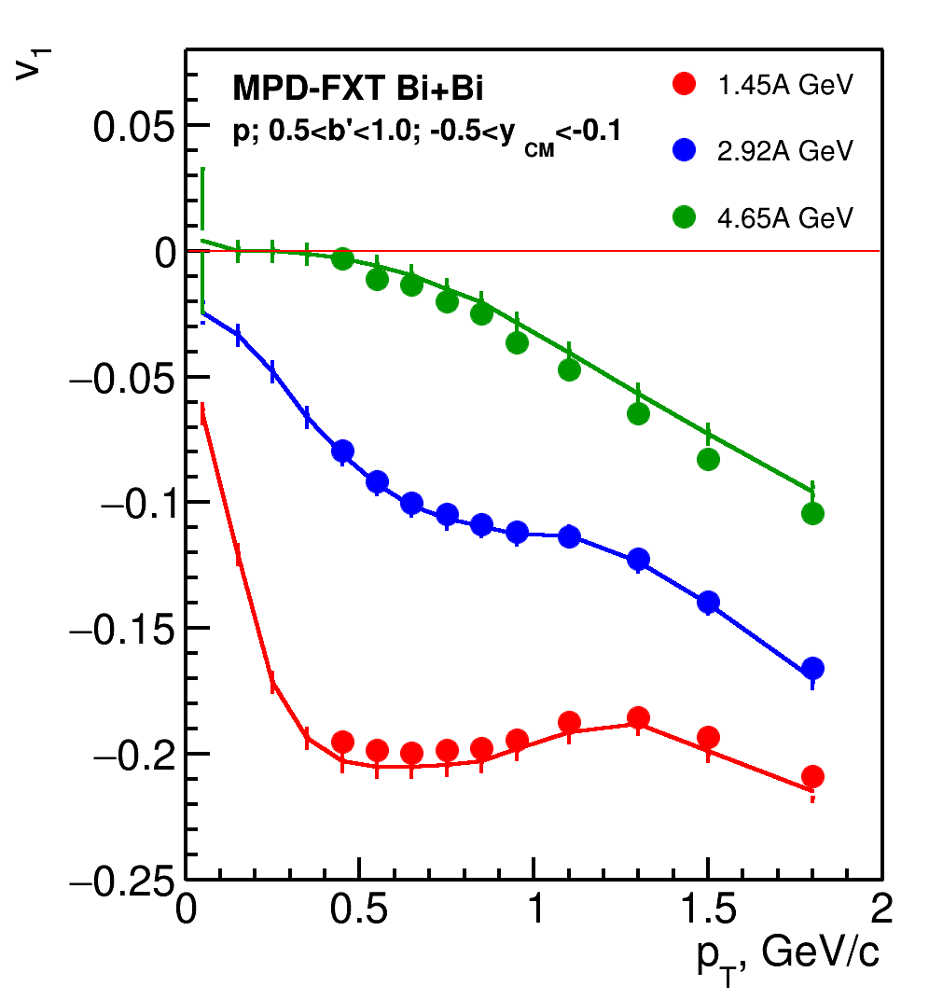 v1
MPD-FXT Bi+Bi
p; 0.5<b'<1.0; -0.5<y CM<-0.1
1.45A GeV
2.92A GeV
4.65A GeV
0.05
0
−0.05
−0.1
−0.15
−0.2
−0.25
0 0.5 1 1.5 2
pT, GeV/c